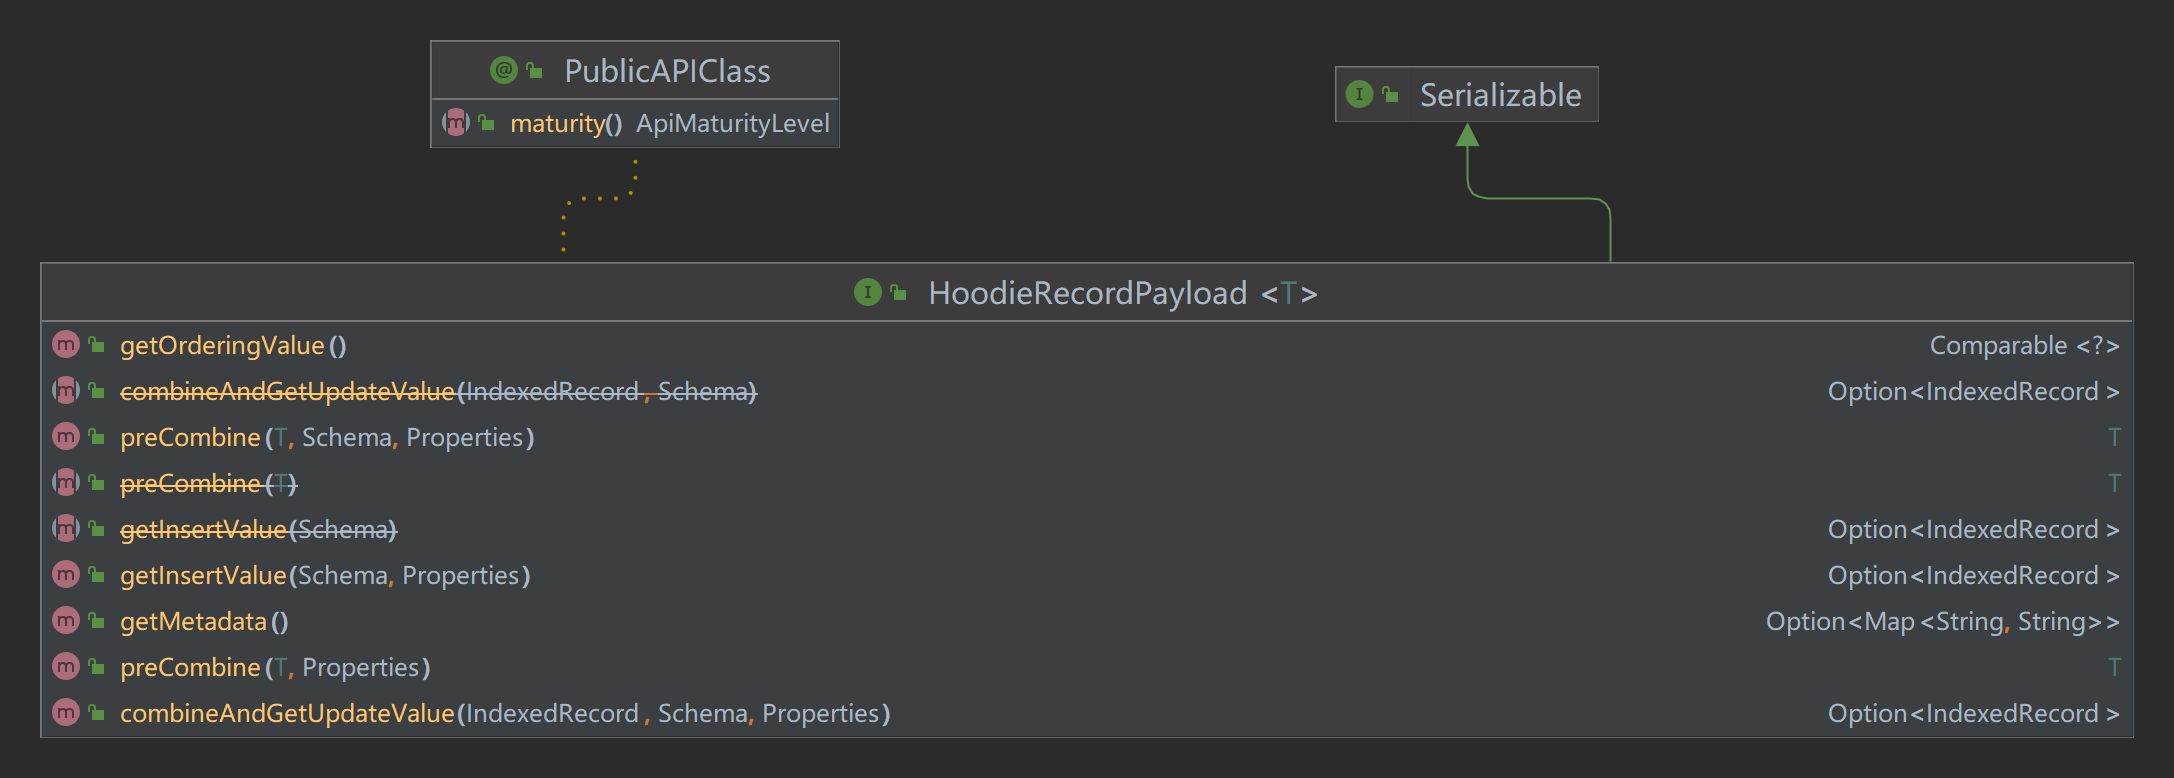 PublicAPIClass
maturity() ApiMaturityLevel
Serializable
HoodieRecordPayload <T>
getOrderingValue() Comparable<?>
combineAndGetUpdateValue(IndexedRecord, Schema) Option<IndexedRecord>
preCombine(T, Schema, Properties) T
preCombine(T) T
getInsertValue(Schema) Option<IndexedRecord>
getInsertValue(Schema, Properties) Option<IndexedRecord>
getMetadata() Option<Map<String, String>>
preCombine(T, Properties) T
combineAndGetUpdateValue(IndexedRecord, Schema, Properties) Option<IndexedRecord>